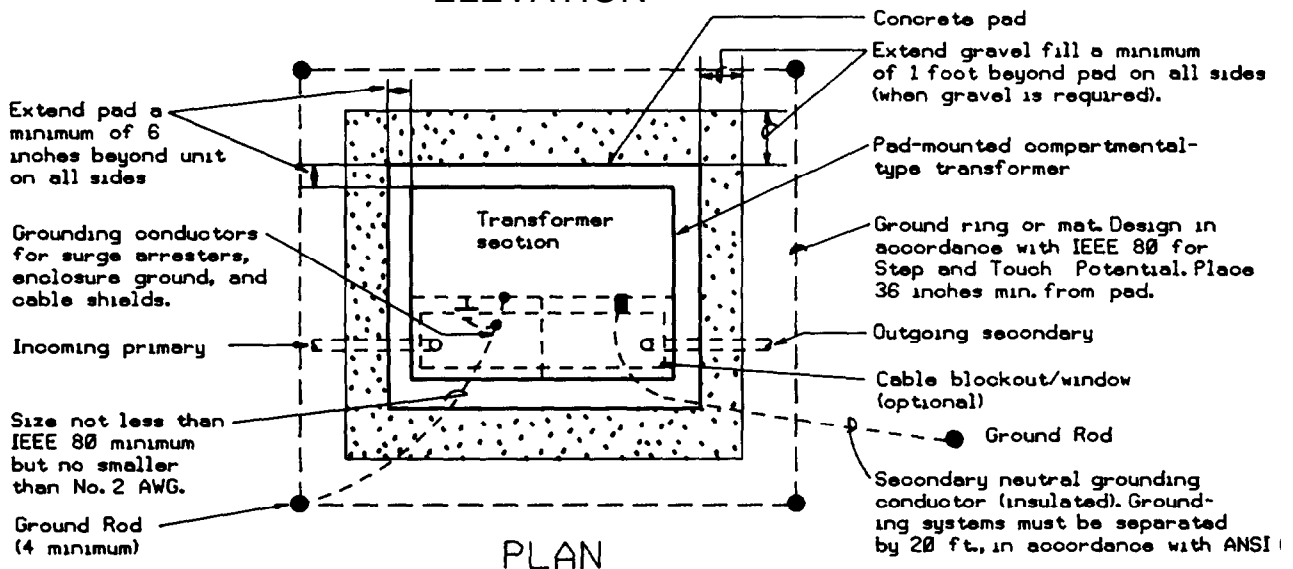 ELEVATION
Concrete pad
Extend gravel fill a minimum
of 1 foot beyond pad on all sides
(when gravel is required).
Extend pad a
minimum of 6
inches beyond unit
on all sides
Pad-mounted compartmental-
type transformer
Transformer
section
Grounding conductors
for surge arresters,
enclosure ground, and
cable shields.
Ground ring or mat. Design in
accordance with IEEE 80 for
Step and Touch Potential. Place
36 inches min. from pad.
Incoming primary
Outgoing secondary
Cable blockout/window
(optional)
Size not less than
IEEE 80 minimum
but no smaller
than No. 2 AWG.
Ground Rod
Secondary neutral grounding
conductor (insulated). Ground-
ing systems must be separated
by 20 ft., in accordance with ANSI
Ground Rod
(4 minimum)
PLAN